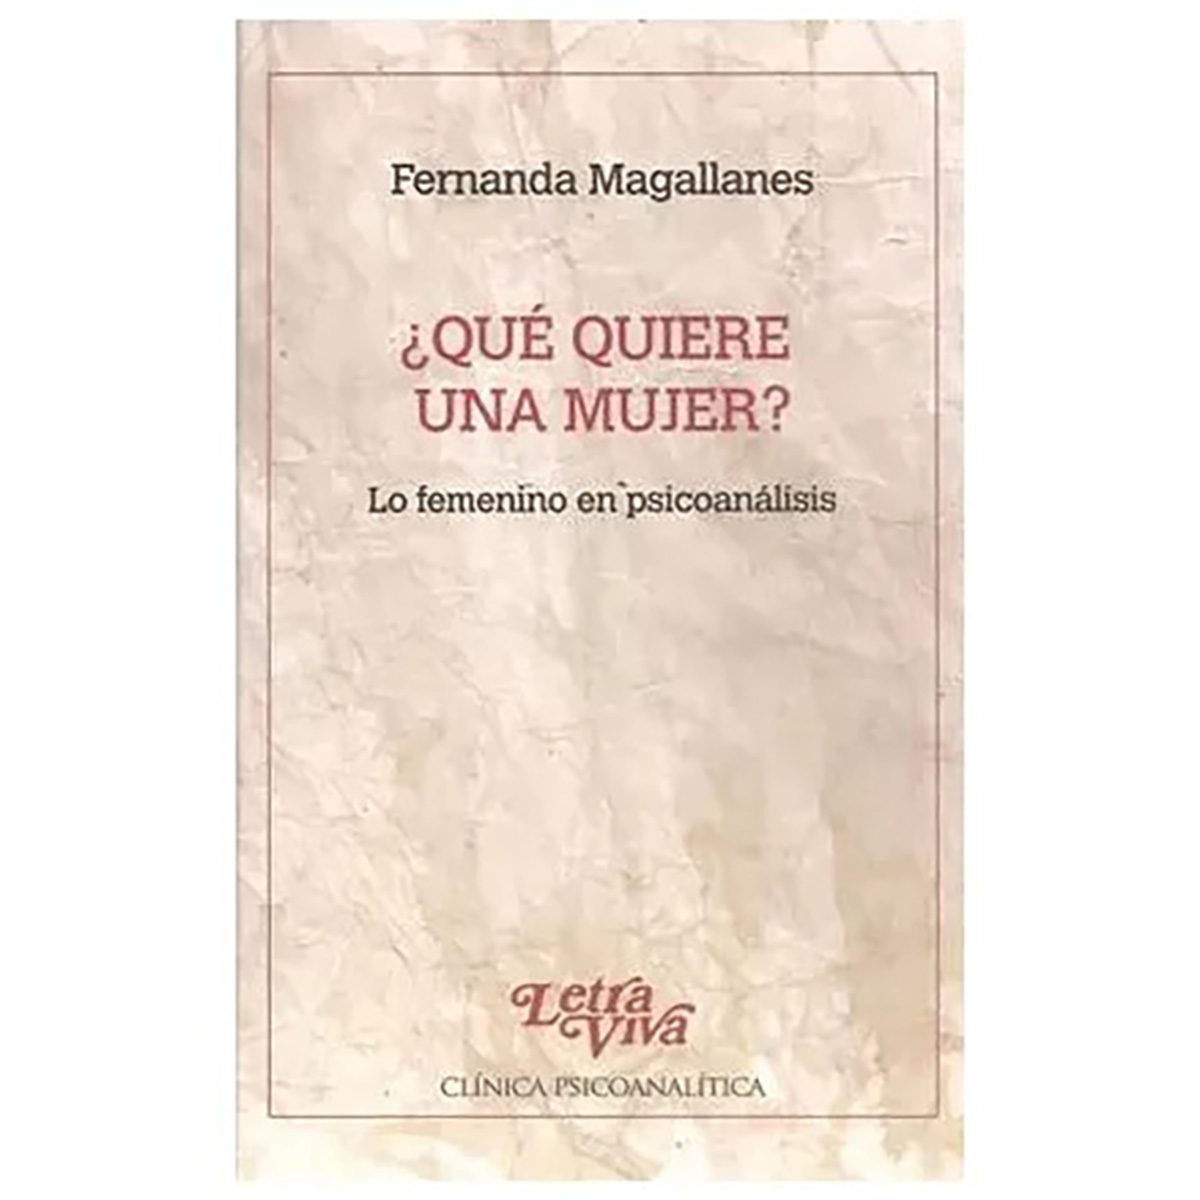 Fernanda Magallanes
¿QUÉ QUIERE
UNA MUJER?
Lo femenino en psicoanálisis
Letra
Viva
CLÍNICA PSICOANALÍTICA